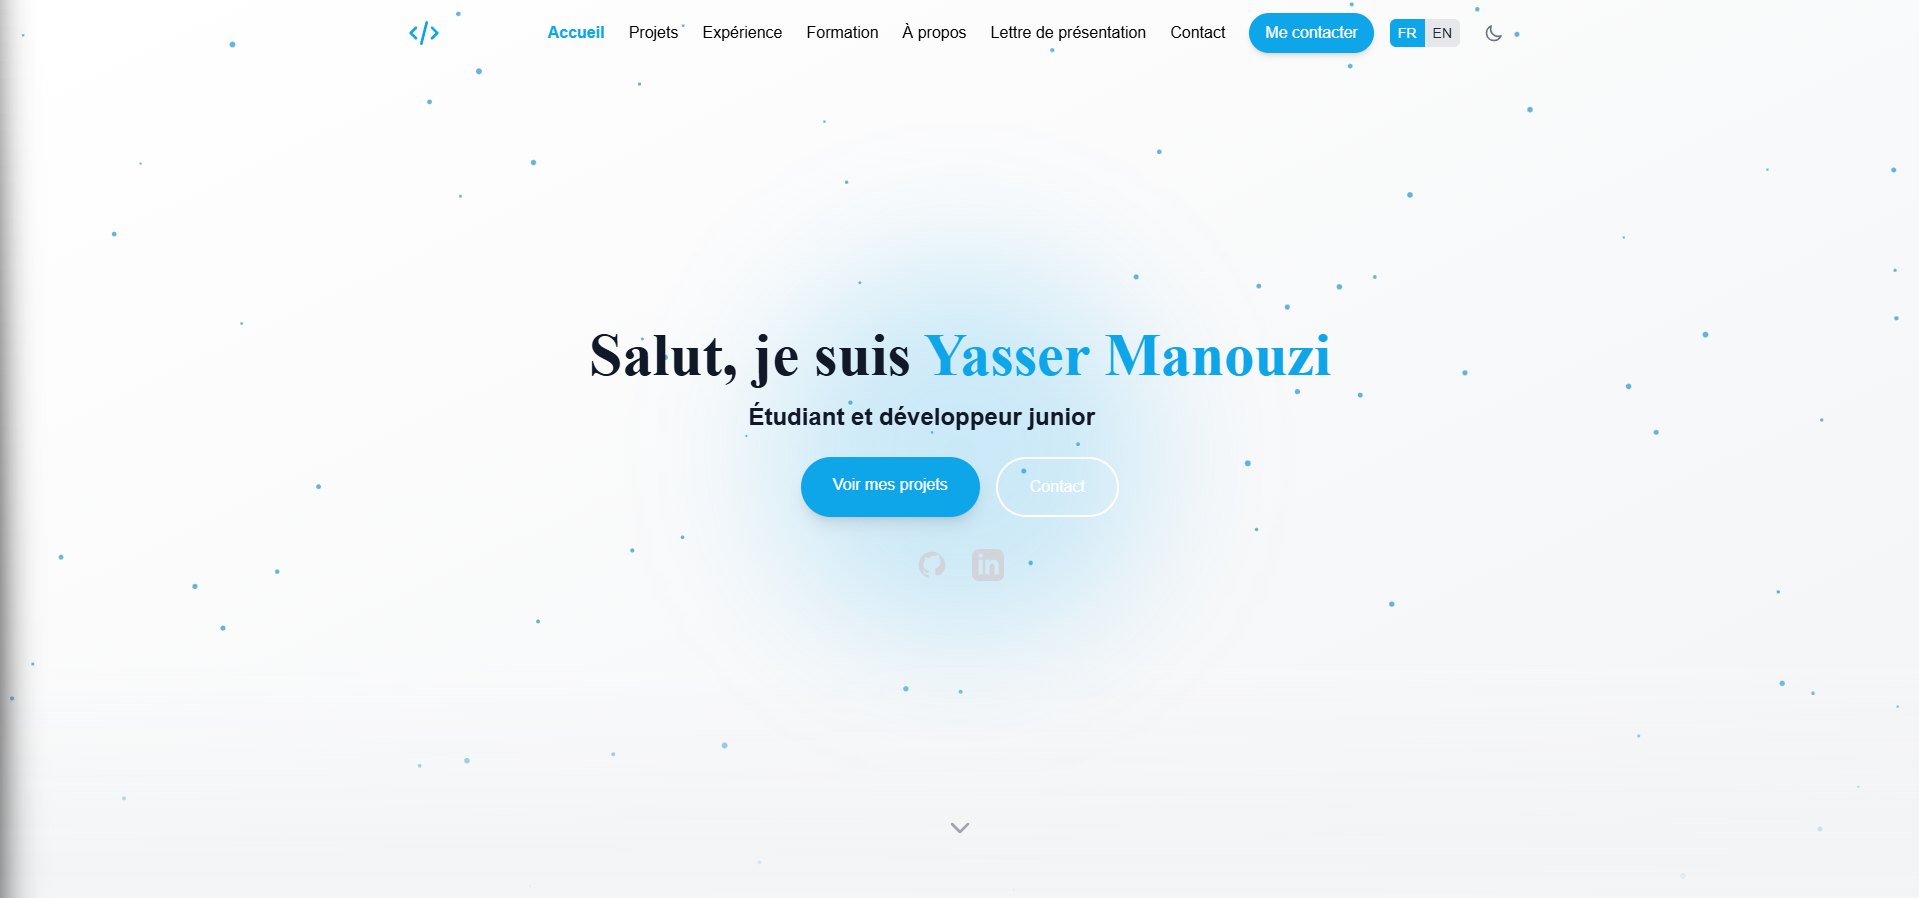 </> Accueil Projets Expérience Formation À propos Lettre de présentation Contact Me contacter FR EN
Salut, je suis Yasser Manouzi
Étudiant et développeur junior
Voir mes projets Contact
in